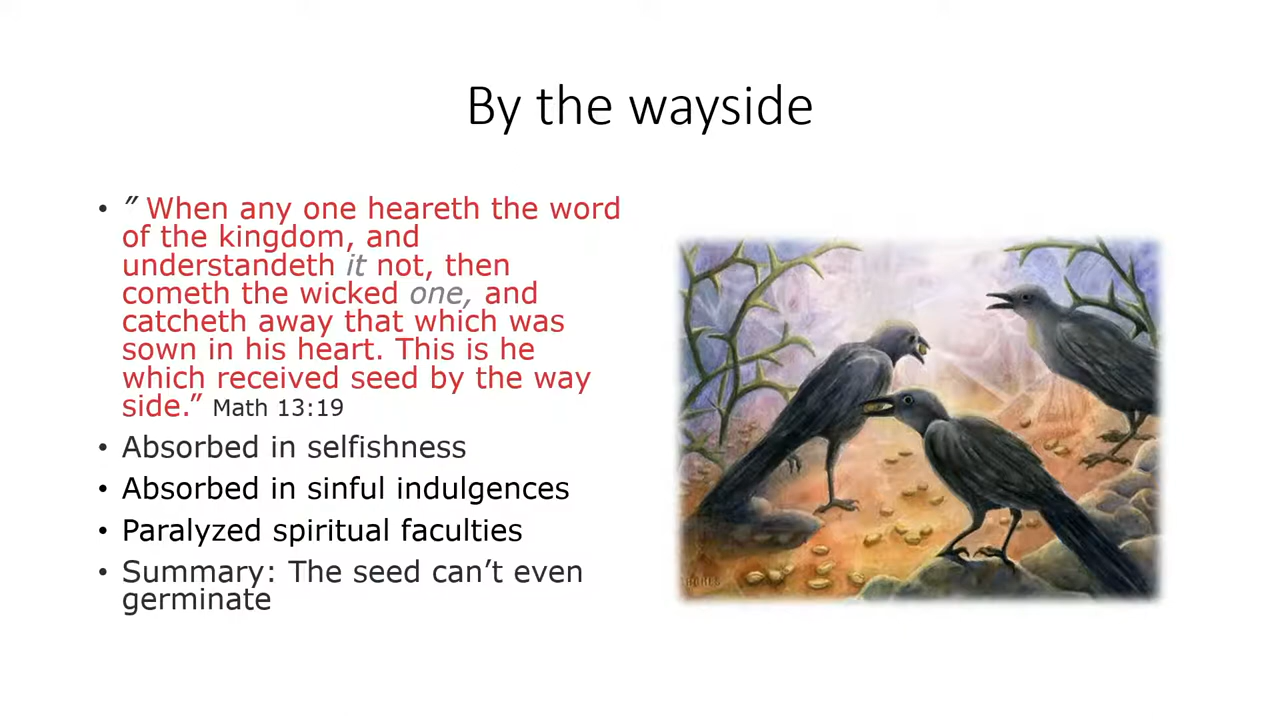 By the wayside
• ” When any one heareth the word
of the kingdom, and
understandeth it not, then
cometh the wicked one, and
catcheth away that which was
sown in his heart. This is he
which received seed by the way
side.” Math 13:19
• Absorbed in selfishness
• Absorbed in sinful indulgences
• Paralyzed spiritual faculties
• Summary: The seed can’t even
germinate